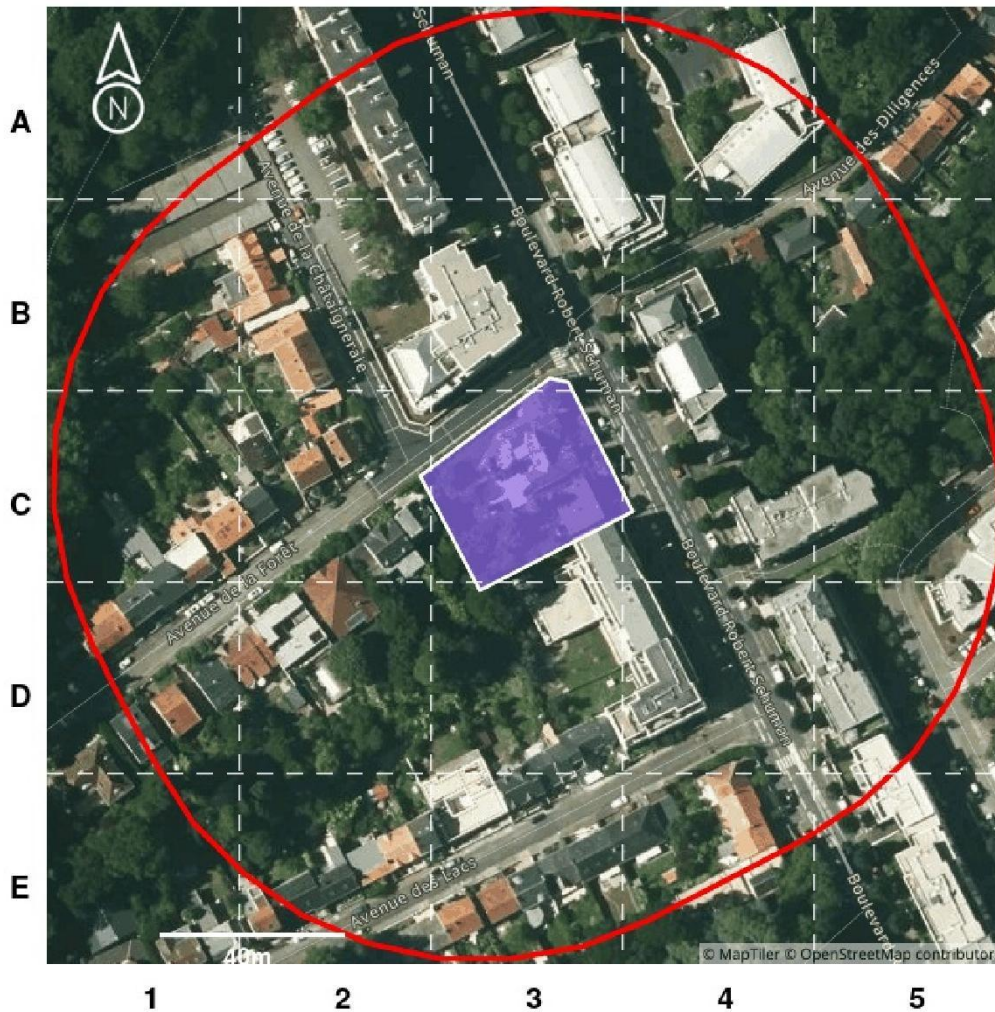 N
Schuman
Avenue des Diligences
A
Avenue de la Châtaigneraie
Boulevard Robert Schuman
B
C
Boulevard Robert Schuman
Avenue de la Forêt
D
Avenue des Lacs
E
Boulevard
40m
© MapTiler © OpenStreetMap contributor
1 2 3 4 5